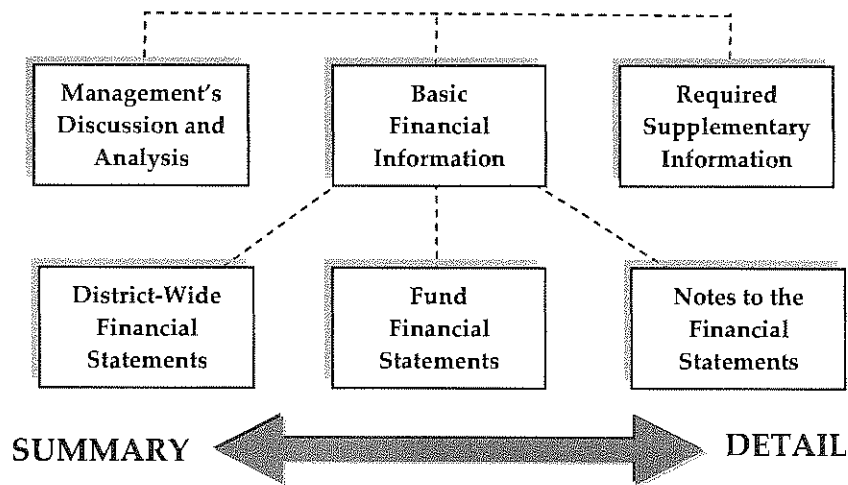 Management's
Discussion and
Analysis
Basic
Financial
Information
Required
Supplementary
Information
District-Wide
Financial
Statements
Fund
Financial
Statements
Notes to the
Financial
Statements
SUMMARY
DETAIL